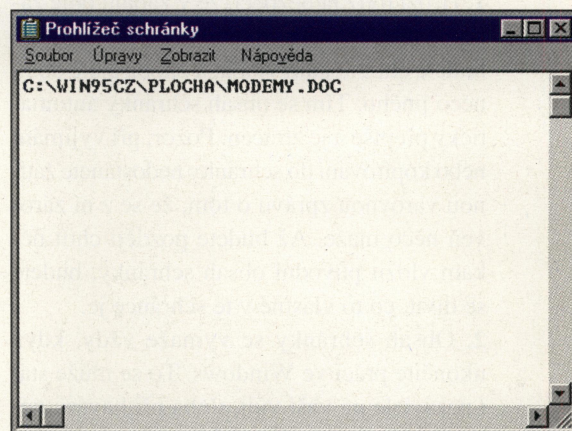 Prohlížeč schránky
Soubor Úpravy Zobrazit Nápověda
C:\WIN95CZ\PLOCHA\MODEMY.DOC